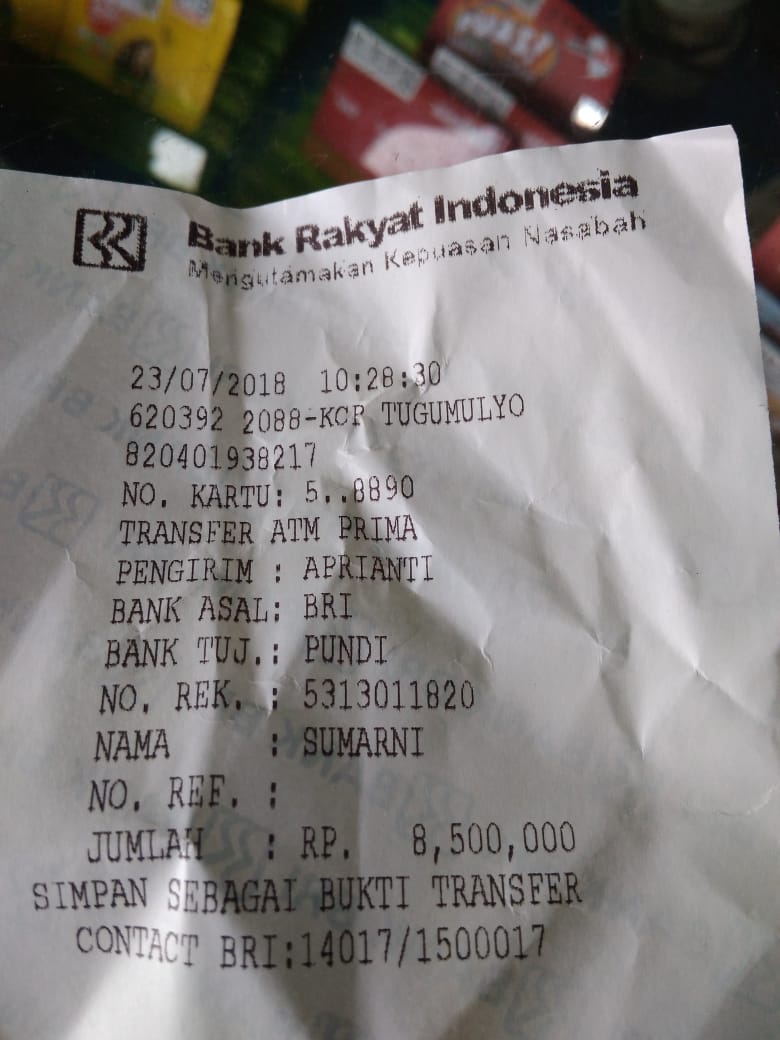 Bank Rakyat Indonesia
Mengutamakan Kepuasan Nasabah
23/07/2018 10:28:30
620392 2088-KCP TUGUMULYO
820401938217
NO. KARTU: 5..8890
TRANSFER ATM PRIMA
PENGIRIM : APRIANTI
BANK ASAL: BRI
BANK TUJ.: PUNDI
NO. REK. : 5313011820
NAMA : SUMARNI
NO. REF. :
JUMLAH : RP. 8,500,000
SIMPAN SEBAGAI BUKTI TRANSFER
CONTACT BRI:14017/1500017